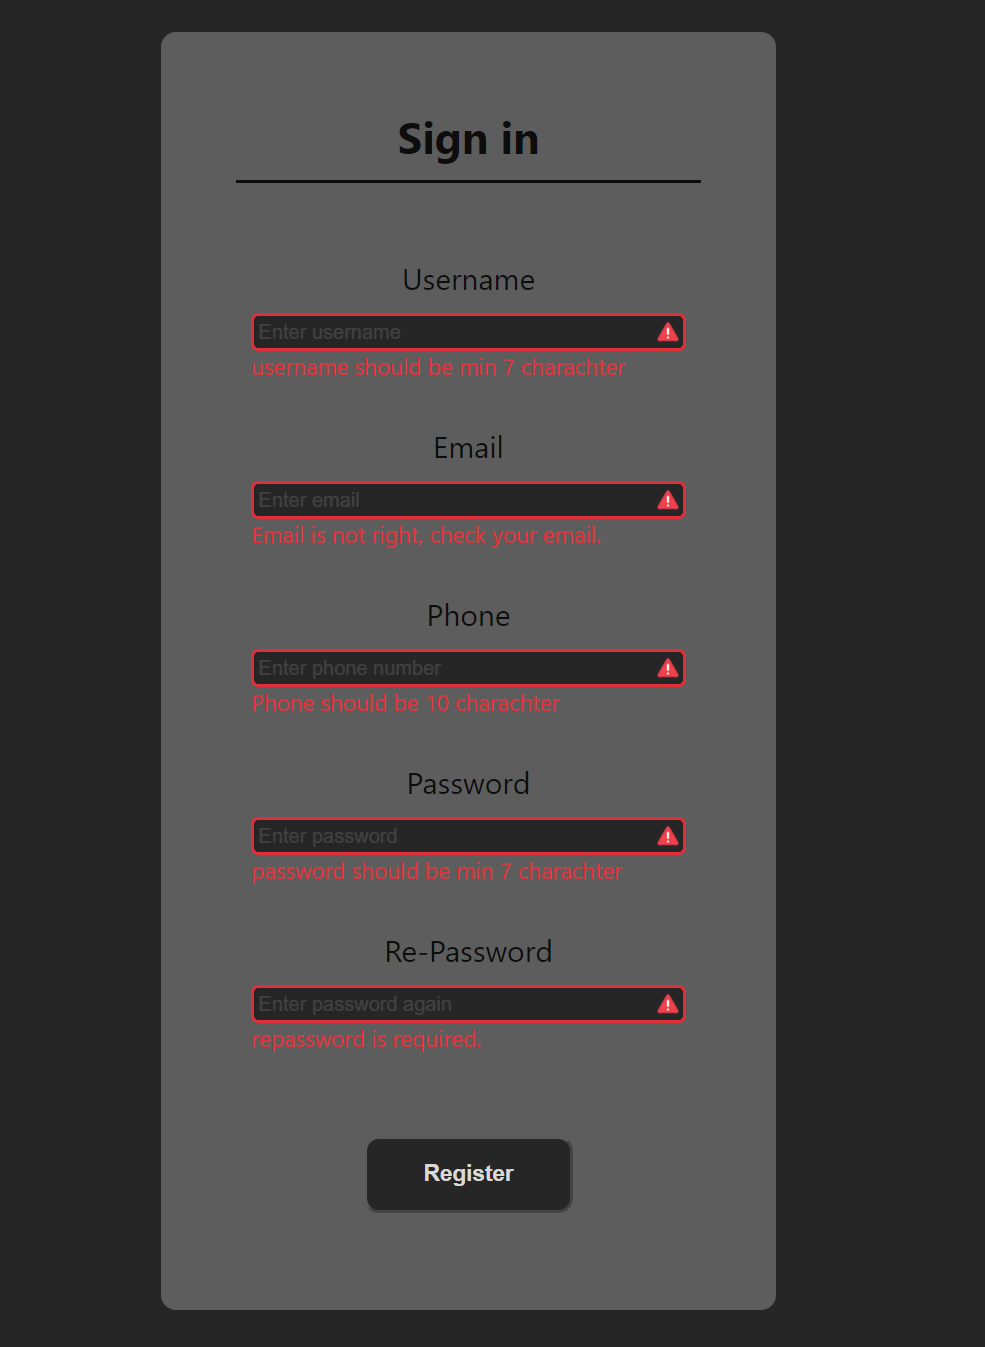 Sign in
Username
Enter username
username should be min 7 charachter
Email
Enter email
Email is not right, check your email.
Phone
Enter phone number
Phone should be 10 charachter
Password
Enter password
password should be min 7 charachter
Re-Password
Enter password again
repassword is required.
Register